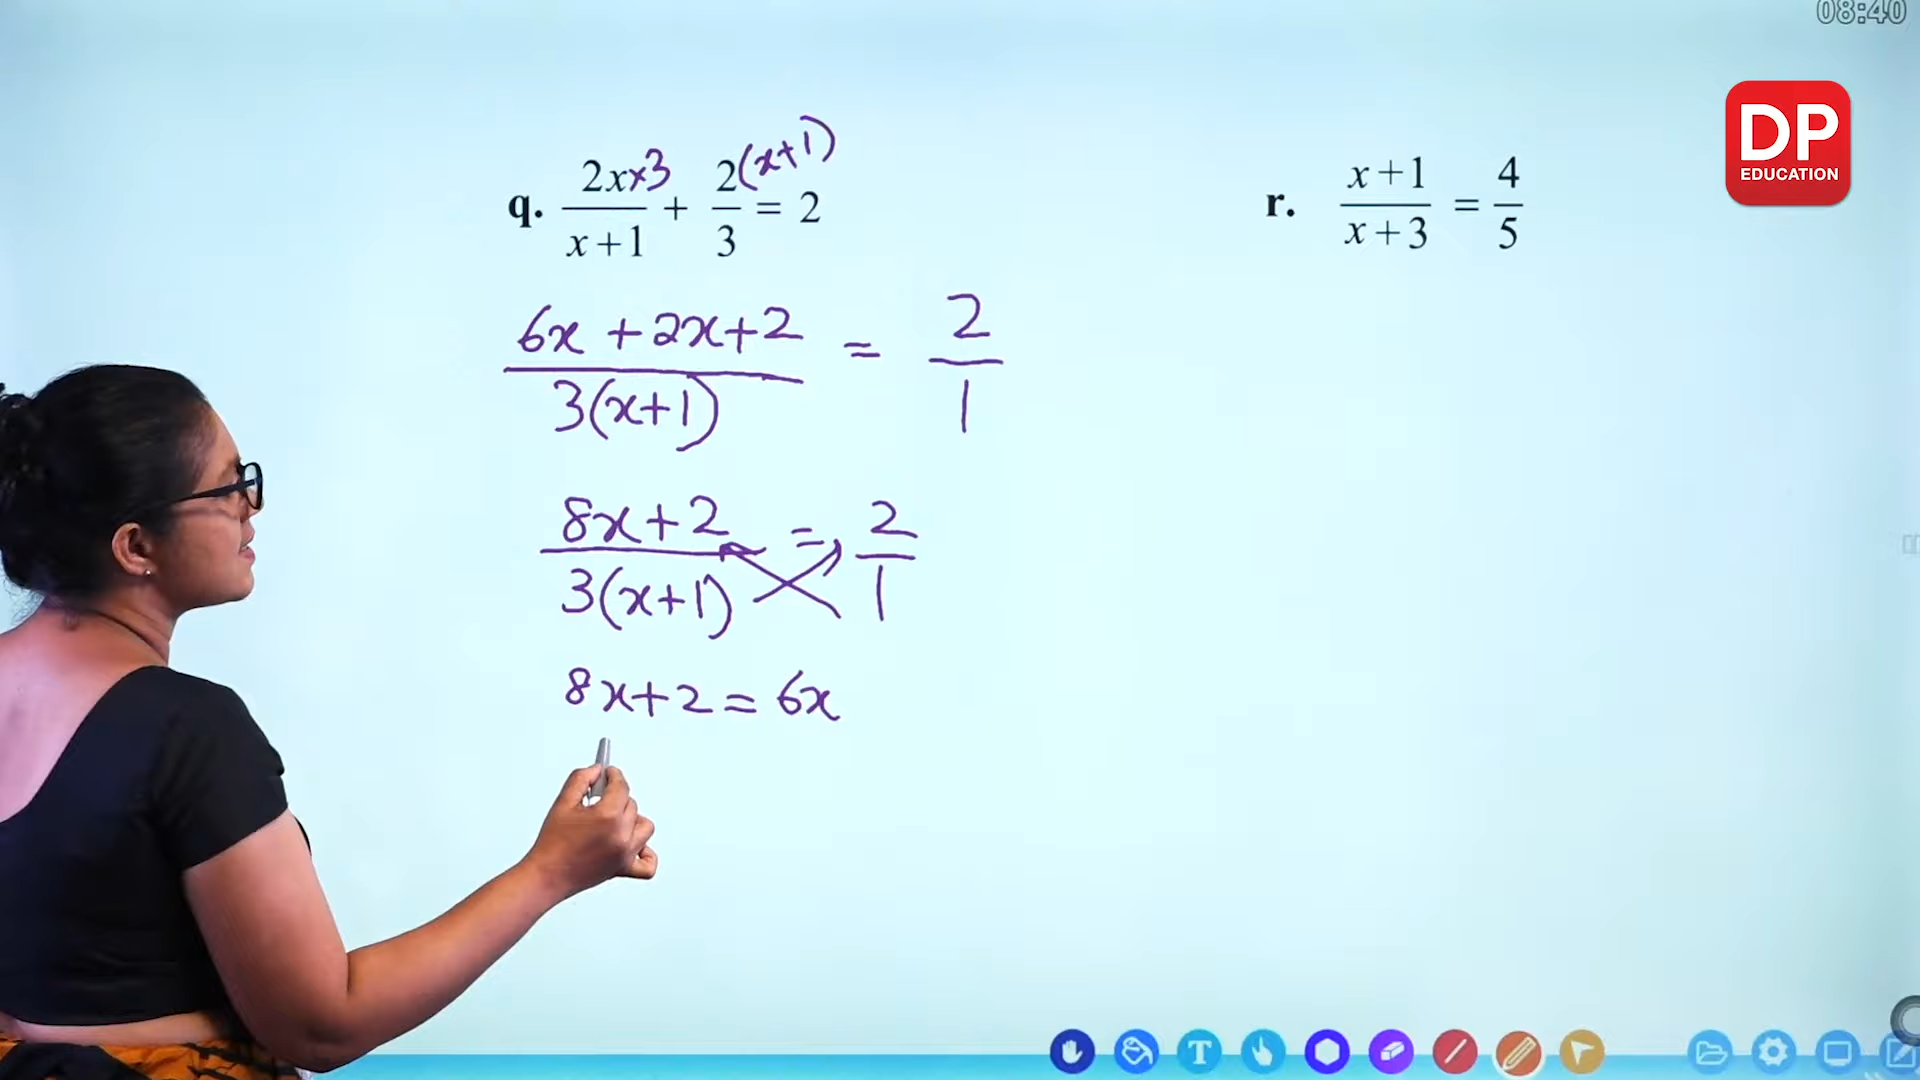 08:40
DP
EDUCATION
q. 2x×3/x+1 + 2(x+1)/3 = 2
r. x+1/x+3 = 4/5
6x+2x+2/3(x+1) = 2/1
8x+2/3(x+1) = 2/1
8x+2=6x
T